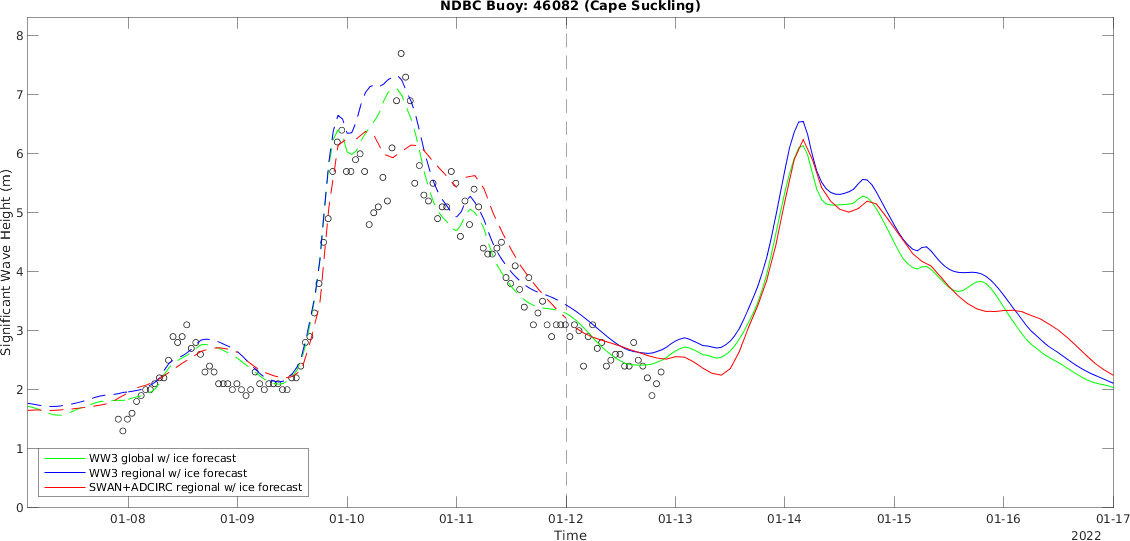 NDBC Buoy: 46082 (Cape Suckling)
8
7
6
5
4
3
2
1
0
Significant Wave Height (m)
WW3 global w/ ice forecast
WW3 regional w/ ice forecast
SWAN+ADCIRC regional w/ ice forecast
01-08 01-09 01-10 01-11 01-12 01-13 01-14 01-15 01-16 01-17
Time
2022